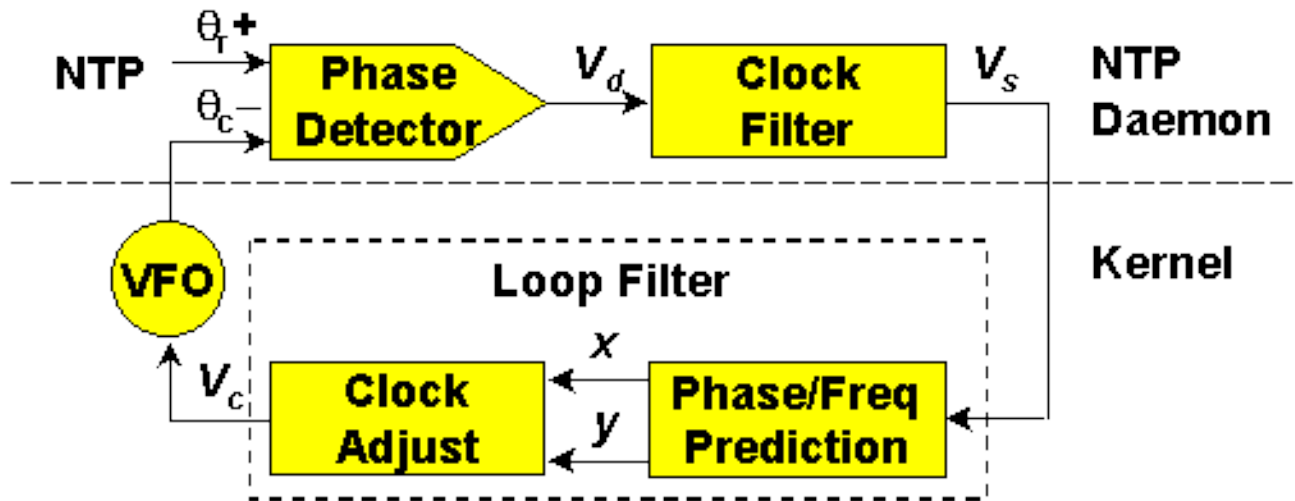 θr+
NTP
θc−
Phase
Detector
Vd
Clock
Filter
Vs
NTP
Daemon
VFO
Loop Filter
Kernel
Vc
Clock
Adjust
x
y
Phase/Freq
Prediction